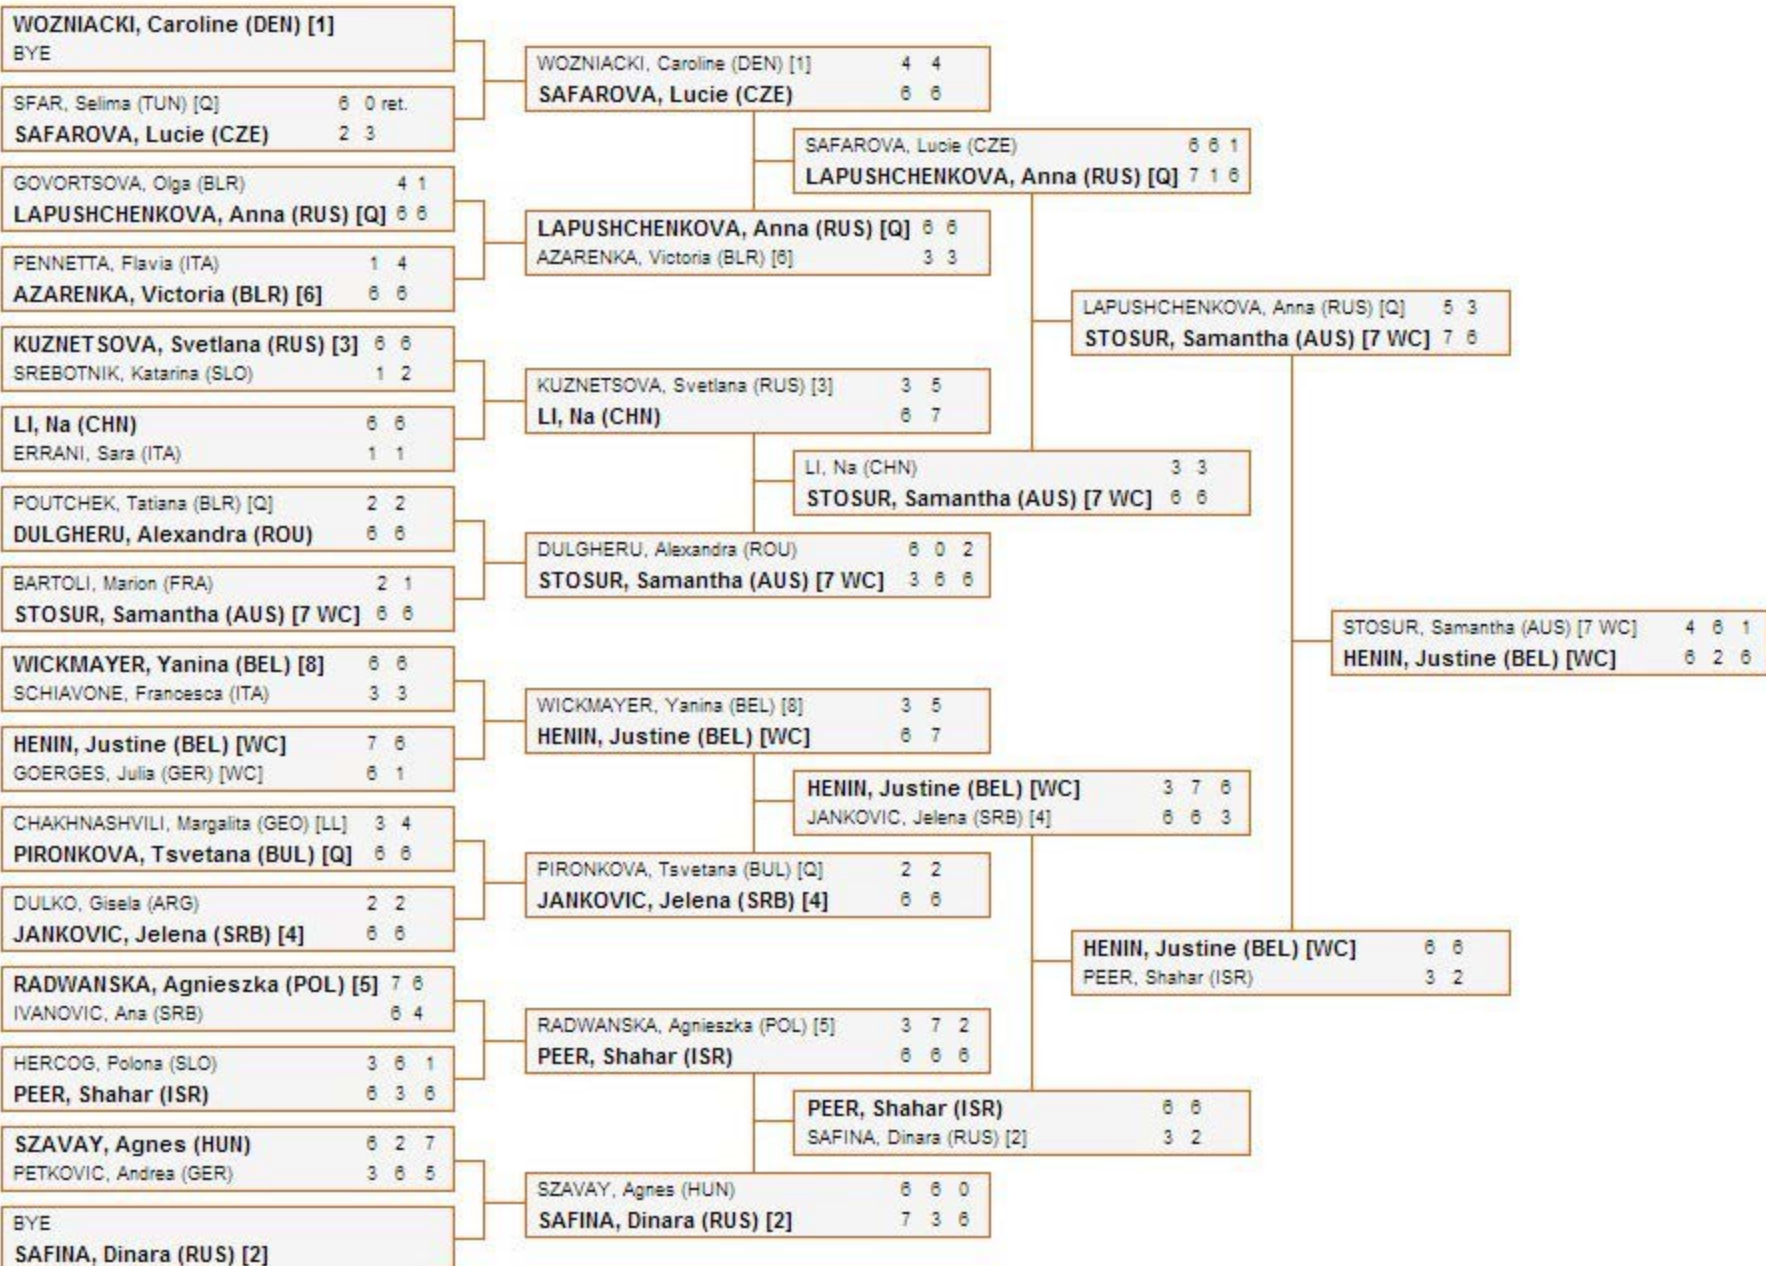 WOZNIACKI, Caroline (DEN) [1]
BYE
SFAR, Selima (TUN) [Q] 6 0 ret.
SAFAROVA, Lucie (CZE) 2 3
GOVORTSOVA, Olga (BLR) 4 1
LAPUSHCHENKOVA, Anna (RUS) [Q] 6 6
PENNETTA, Flavia (ITA) 1 4
AZARENKA, Victoria (BLR) [6] 6 6
KUZNETSOVA, Svetlana (RUS) [3] 6 6
SREBOTNIK, Katarina (SLO) 1 2
LI, Na (CHN) 6 6
ERRANI, Sara (ITA) 1 1
POUTCHEK, Tatiana (BLR) [Q] 2 2
DULGHERU, Alexandra (ROU) 6 6
BARTOLI, Marion (FRA) 2 1
STOSUR, Samantha (AUS) [7 WC] 6 6
WICKMAYER, Yanina (BEL) [8] 6 6
SCHIAVONE, Francesca (ITA) 3 3
HENIN, Justine (BEL) [WC] 7 6
GOERGES, Julia (GER) [WC] 6 1
CHAKHNASHVILI, Margalita (GEO) [LL] 3 4
PIRONKOVA, Tsvetana (BUL) [Q] 6 6
DULKO, Gisela (ARG) 2 2
JANKOVIC, Jelena (SRB) [4] 6 6
RADWANSKA, Agnieszka (POL) [5] 7 6
IVANOVIC, Ana (SRB) 6 4
HERCOG, Polona (SLO) 3 6 1
PEER, Shahar (ISR) 6 3 6
SZAVAY, Agnes (HUN) 6 2 7
PETKOVIC, Andrea (GER) 3 6 5
BYE
SAFINA, Dinara (RUS) [2]
WOZNIACKI, Caroline (DEN) [1] 4 4
SAFAROVA, Lucie (CZE) 6 6
LAPUSHCHENKOVA, Anna (RUS) [Q] 6 6
AZARENKA, Victoria (BLR) [6] 3 3
KUZNETSOVA, Svetlana (RUS) [3] 3 5
LI, Na (CHN) 6 7
DULGHERU, Alexandra (ROU) 6 0 2
STOSUR, Samantha (AUS) [7 WC] 3 6 6
WICKMAYER, Yanina (BEL) [8] 3 5
HENIN, Justine (BEL) [WC] 6 7
PIRONKOVA, Tsvetana (BUL) [Q] 2 2
JANKOVIC, Jelena (SRB) [4] 6 6
RADWANSKA, Agnieszka (POL) [5] 3 7 2
PEER, Shahar (ISR) 6 6 6
SZAVAY, Agnes (HUN) 6 6 0
SAFINA, Dinara (RUS) [2] 7 3 6
SAFAROVA, Lucie (CZE) 6 6 1
LAPUSHCHENKOVA, Anna (RUS) [Q] 7 1 6
LI, Na (CHN) 3 3
STOSUR, Samantha (AUS) [7 WC] 6 6
HENIN, Justine (BEL) [WC] 3 7 6
JANKOVIC, Jelena (SRB) [4] 6 6 3
PEER, Shahar (ISR) 6 6
SAFINA, Dinara (RUS) [2] 3 2
LAPUSHCHENKOVA, Anna (RUS) [Q] 5 3
STOSUR, Samantha (AUS) [7 WC] 7 6
HENIN, Justine (BEL) [WC] 6 6
PEER, Shahar (ISR) 3 2
STOSUR, Samantha (AUS) [7 WC] 4 6 1
HENIN, Justine (BEL) [WC] 6 2 6